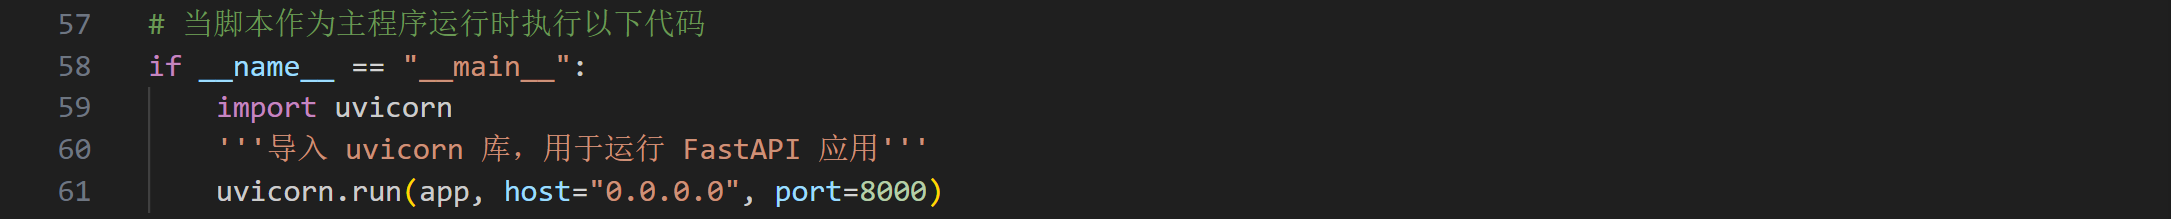 57 # 当脚本作为主程序运行时执行以下代码
58 if __name__ == "__main__":
59     import uvicorn
60     '''导入 uvicorn 库，用于运行 FastAPI 应用'''
61     uvicorn.run(app, host="0.0.0.0", port=8000)